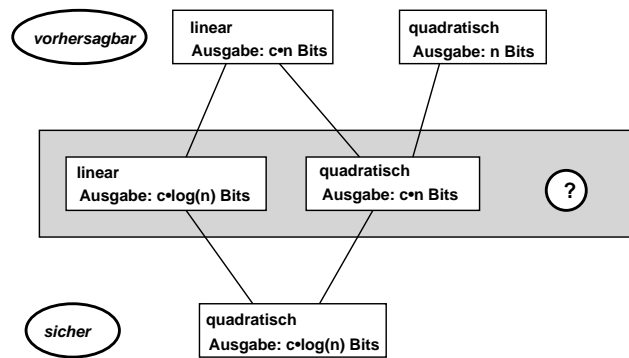 vorhersagbar
linear
Ausgabe: c•n Bits
quadratisch
Ausgabe: n Bits
linear
Ausgabe: c•log(n) Bits
quadratisch
Ausgabe: c•n Bits
?
sicher
quadratisch
Ausgabe: c•log(n) Bits